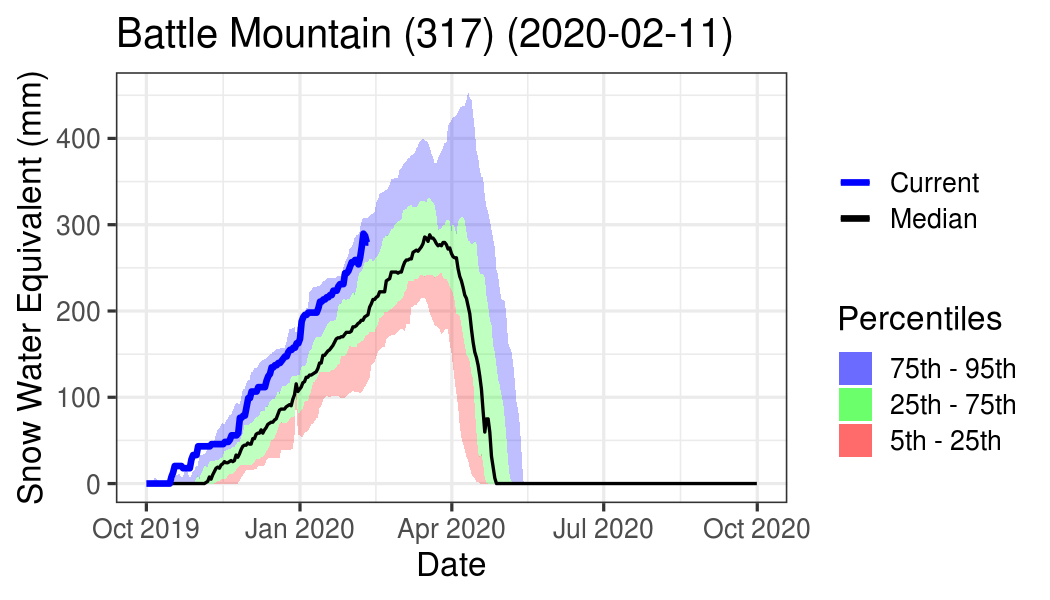 Battle Mountain (317) (2020-02-11)
Snow Water Equivalent (mm)
400
300
200
100
0
Oct 2019
Jan 2020
Apr 2020
Jul 2020
Oct 2020
Date
Current
Median
Percentiles
75th - 95th
25th - 75th
5th - 25th